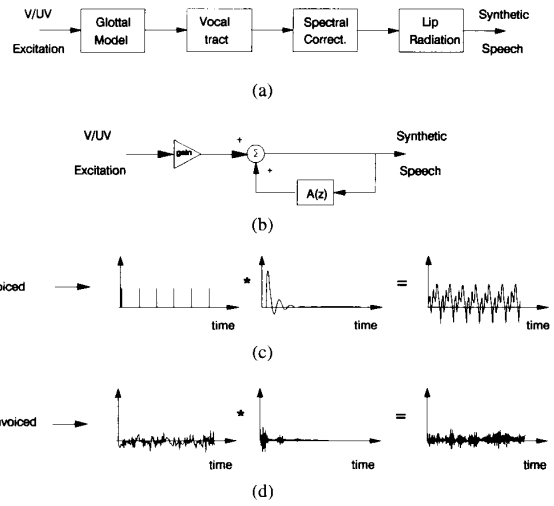 V/UV
Excitation
Glottal
Model
Vocal
tract
Spectral
Correct.
Lip
Radiation
Synthetic
Speech
(a)
V/UV
Excitation
gain
+
Σ
+
A(z)
Synthetic
Speech
(b)
oiced
*
=
time
time
time
(c)
nvoiced
*
=
time
time
time
(d)